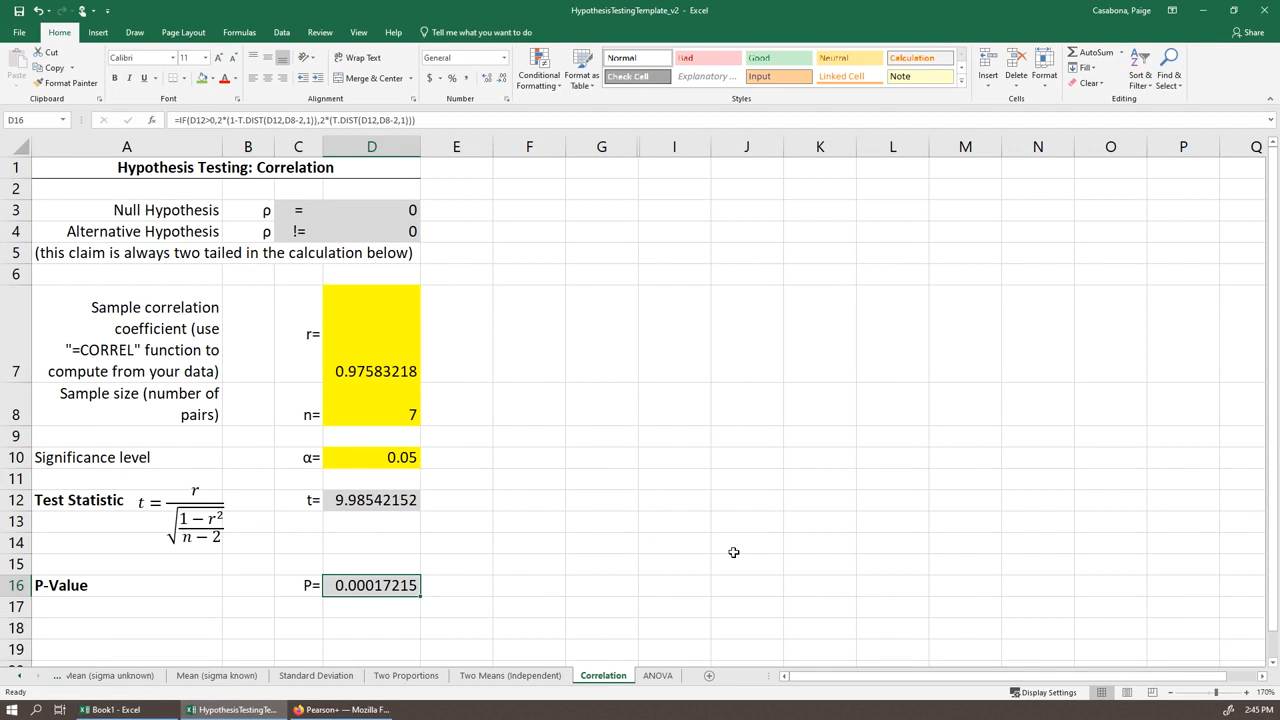 HypothesisTestingTemplate_v2 - Excel
Casabona, Paige
File Home Insert Draw Page Layout Formulas Data Review View Help Tell me what you want to do
Share
Cut
Copy
Format Painter
Paste
Clipboard
Calibri 11
B I U
Font
Wrap Text
Merge & Center
Alignment
General
$ % ,
Number
Conditional Formatting
Format as Table
Normal Bad Good Neutral Calculation
Check Cell Explanatory ... Input Linked Cell Note
Styles
Insert Delete Format
Cells
AutoSum
Fill
Clear
Sort & Filter
Find & Select
Editing
D16
fx
=IF(D12>0,2*(1-T.DIST(D12,D8-2,1)),2*(T.DIST(D12,D8-2,1)))
A B C D E F G I J K L M N O P Q
1 Hypothesis Testing: Correlation
2
3 Null Hypothesis ρ = 0
4 Alternative Hypothesis ρ != 0
5 (this claim is always two tailed in the calculation below)
6
Sample correlation
coefficient (use r=
"=CORREL" function to
7 compute from your data) 0.97583218
Sample size (number of
8 pairs) n= 7
9
10 Significance level α= 0.05
11
12 Test Statistic t = r / √((1 − r²)/(n − 2)) t= 9.98542152
13
14
15
16 P-Value P= 0.00017215
17
18
19
... Mean (sigma unknown) Mean (sigma known) Standard Deviation Two Proportions Two Means (Independent) Correlation ANOVA
Ready
Display Settings
170%
Book1 - Excel
HypothesisTestingTe...
Pearson+ — Mozilla F...
2:45 PM